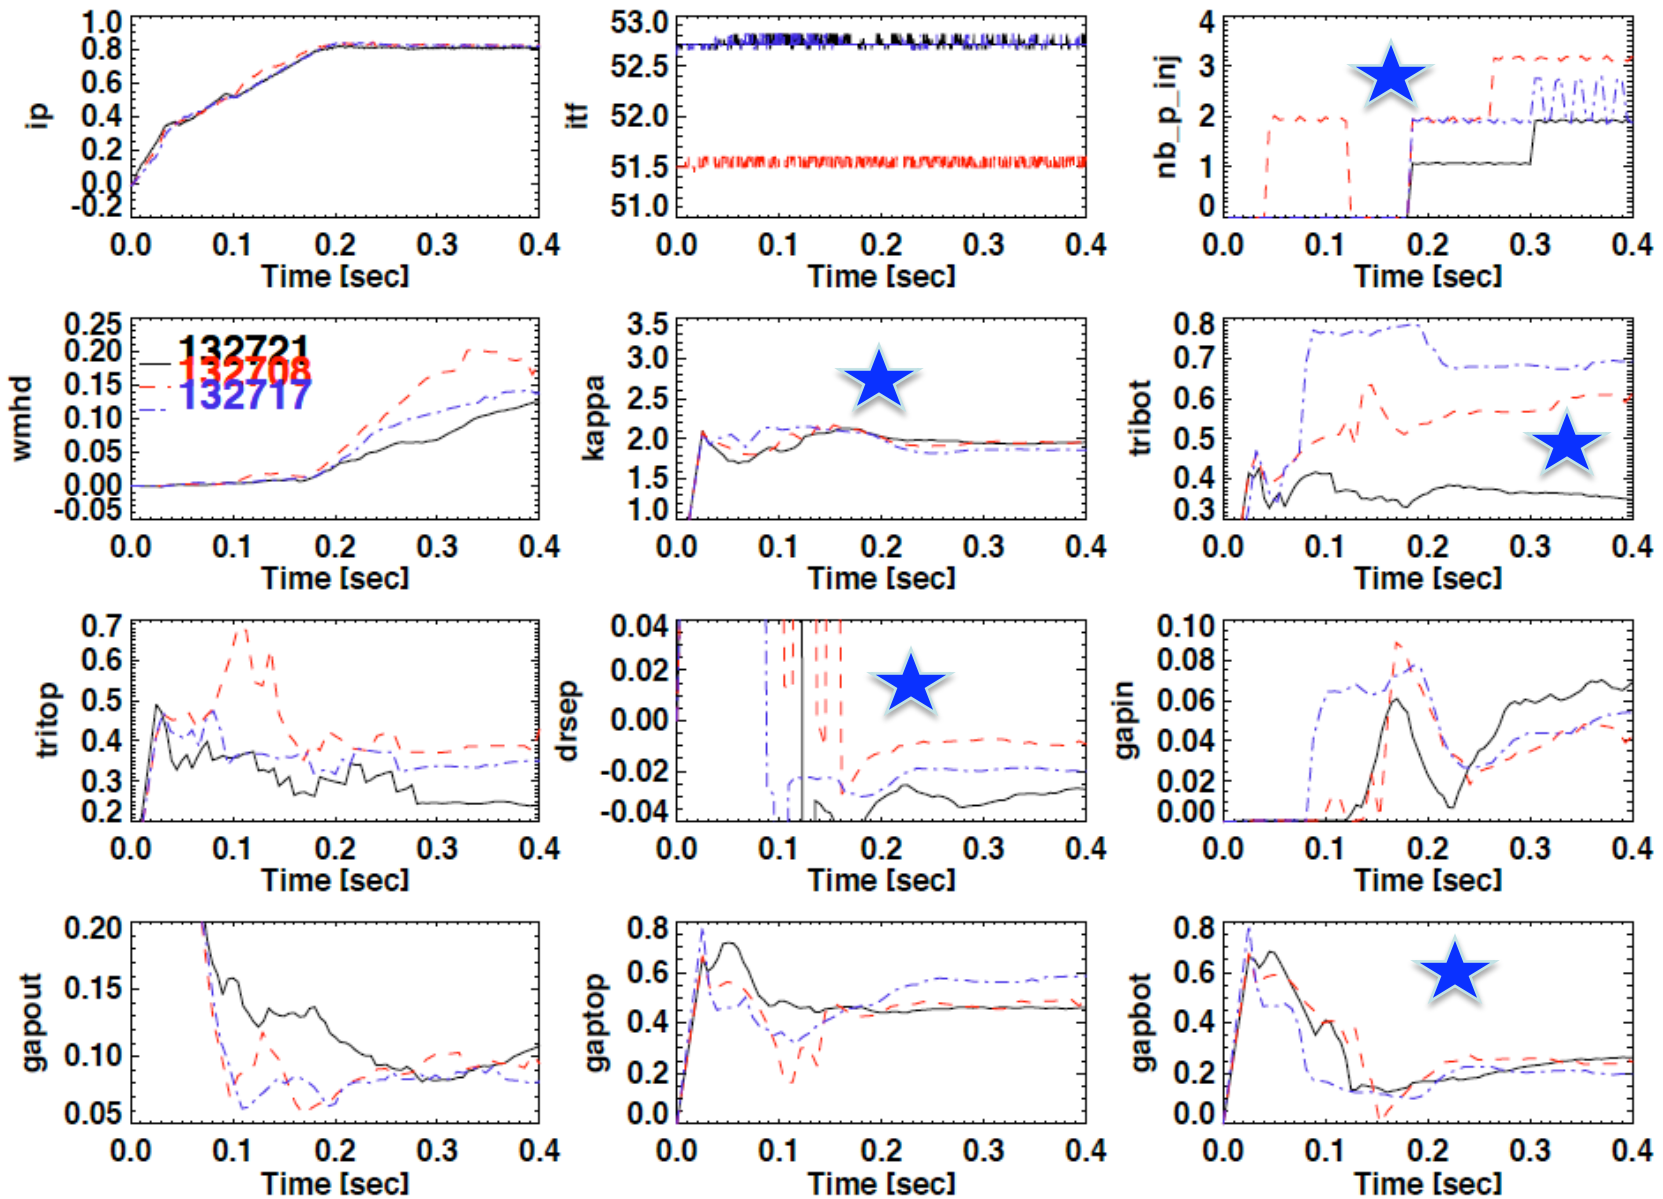 ip
1.0
0.8
0.6
0.4
0.2
0.0
-0.2
0.0 0.1 0.2 0.3 0.4
Time [sec]
itf
53.0
52.5
52.0
51.5
51.0
0.0 0.1 0.2 0.3 0.4
Time [sec]
nb_p_inj
4
3
2
1
0
0.0 0.1 0.2 0.3 0.4
Time [sec]
wmhd
0.25
0.20
0.15
0.10
0.05
0.00
-0.05
132721
132708
132717
0.0 0.1 0.2 0.3 0.4
Time [sec]
kappa
3.5
3.0
2.5
2.0
1.5
1.0
0.0 0.1 0.2 0.3 0.4
Time [sec]
tribot
0.8
0.7
0.6
0.5
0.4
0.3
0.0 0.1 0.2 0.3 0.4
Time [sec]
tritop
0.7
0.6
0.5
0.4
0.3
0.2
0.0 0.1 0.2 0.3 0.4
Time [sec]
drsep
0.04
0.02
0.00
-0.02
-0.04
0.0 0.1 0.2 0.3 0.4
Time [sec]
gapin
0.10
0.08
0.06
0.04
0.02
0.00
0.0 0.1 0.2 0.3 0.4
Time [sec]
gapout
0.20
0.15
0.10
0.05
0.0 0.1 0.2 0.3 0.4
Time [sec]
gaptop
0.8
0.6
0.4
0.2
0.0
0.0 0.1 0.2 0.3 0.4
Time [sec]
gapbot
0.8
0.6
0.4
0.2
0.0
0.0 0.1 0.2 0.3 0.4
Time [sec]